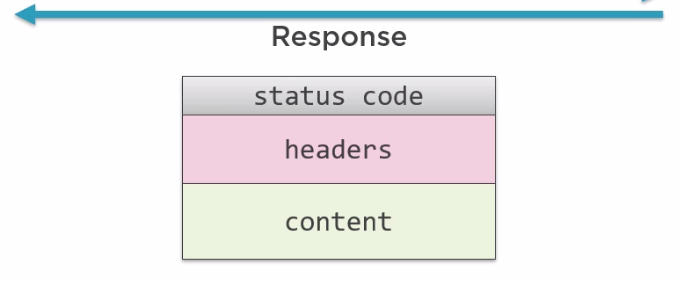 Response
status code
headers
content